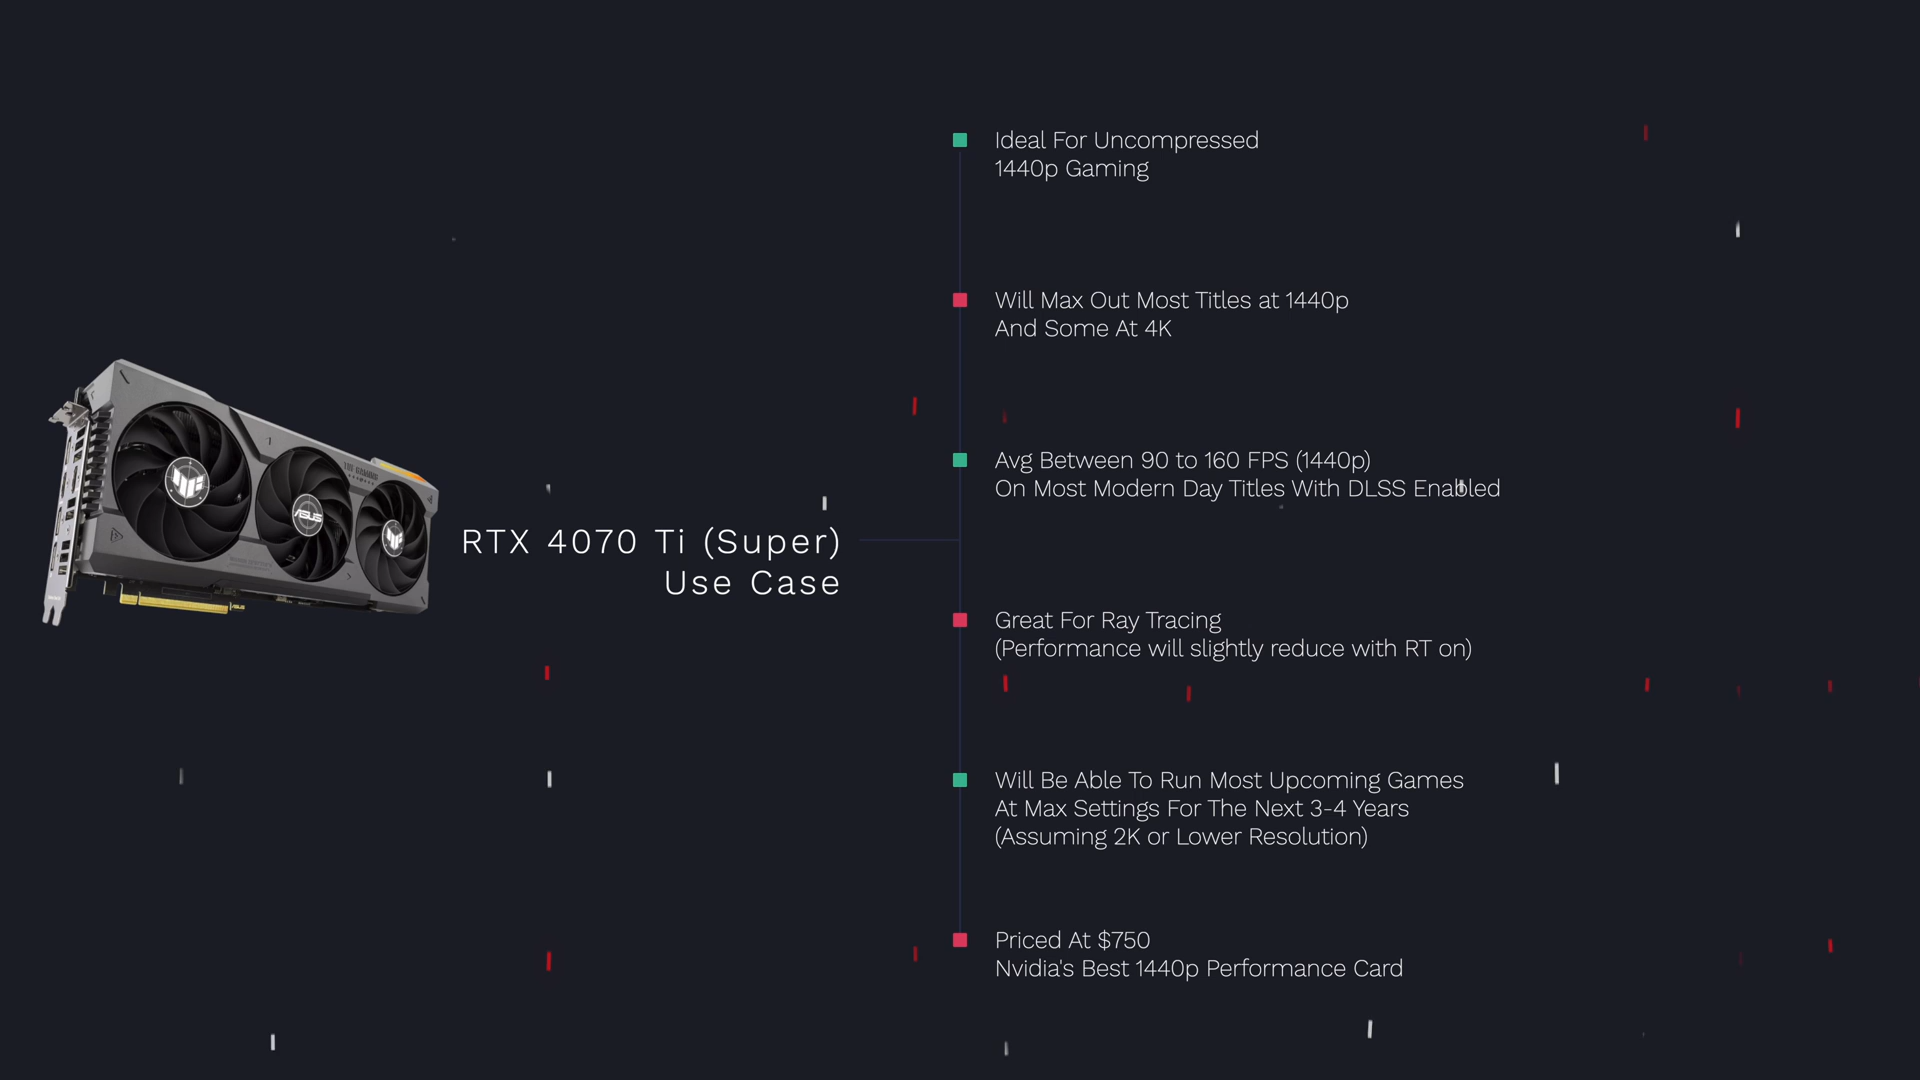 Ideal For Uncompressed
1440p Gaming
Will Max Out Most Titles at 1440p
And Some At 4K
Avg Between 90 to 160 FPS (1440p)
On Most Modern Day Titles With DLSS Enabled
RTX 4070 Ti (Super)
Use Case
Great For Ray Tracing
(Performance will slightly reduce with RT on)
Will Be Able To Run Most Upcoming Games
At Max Settings For The Next 3-4 Years
(Assuming 2K or Lower Resolution)
Priced At $750
Nvidia's Best 1440p Performance Card
ASUS